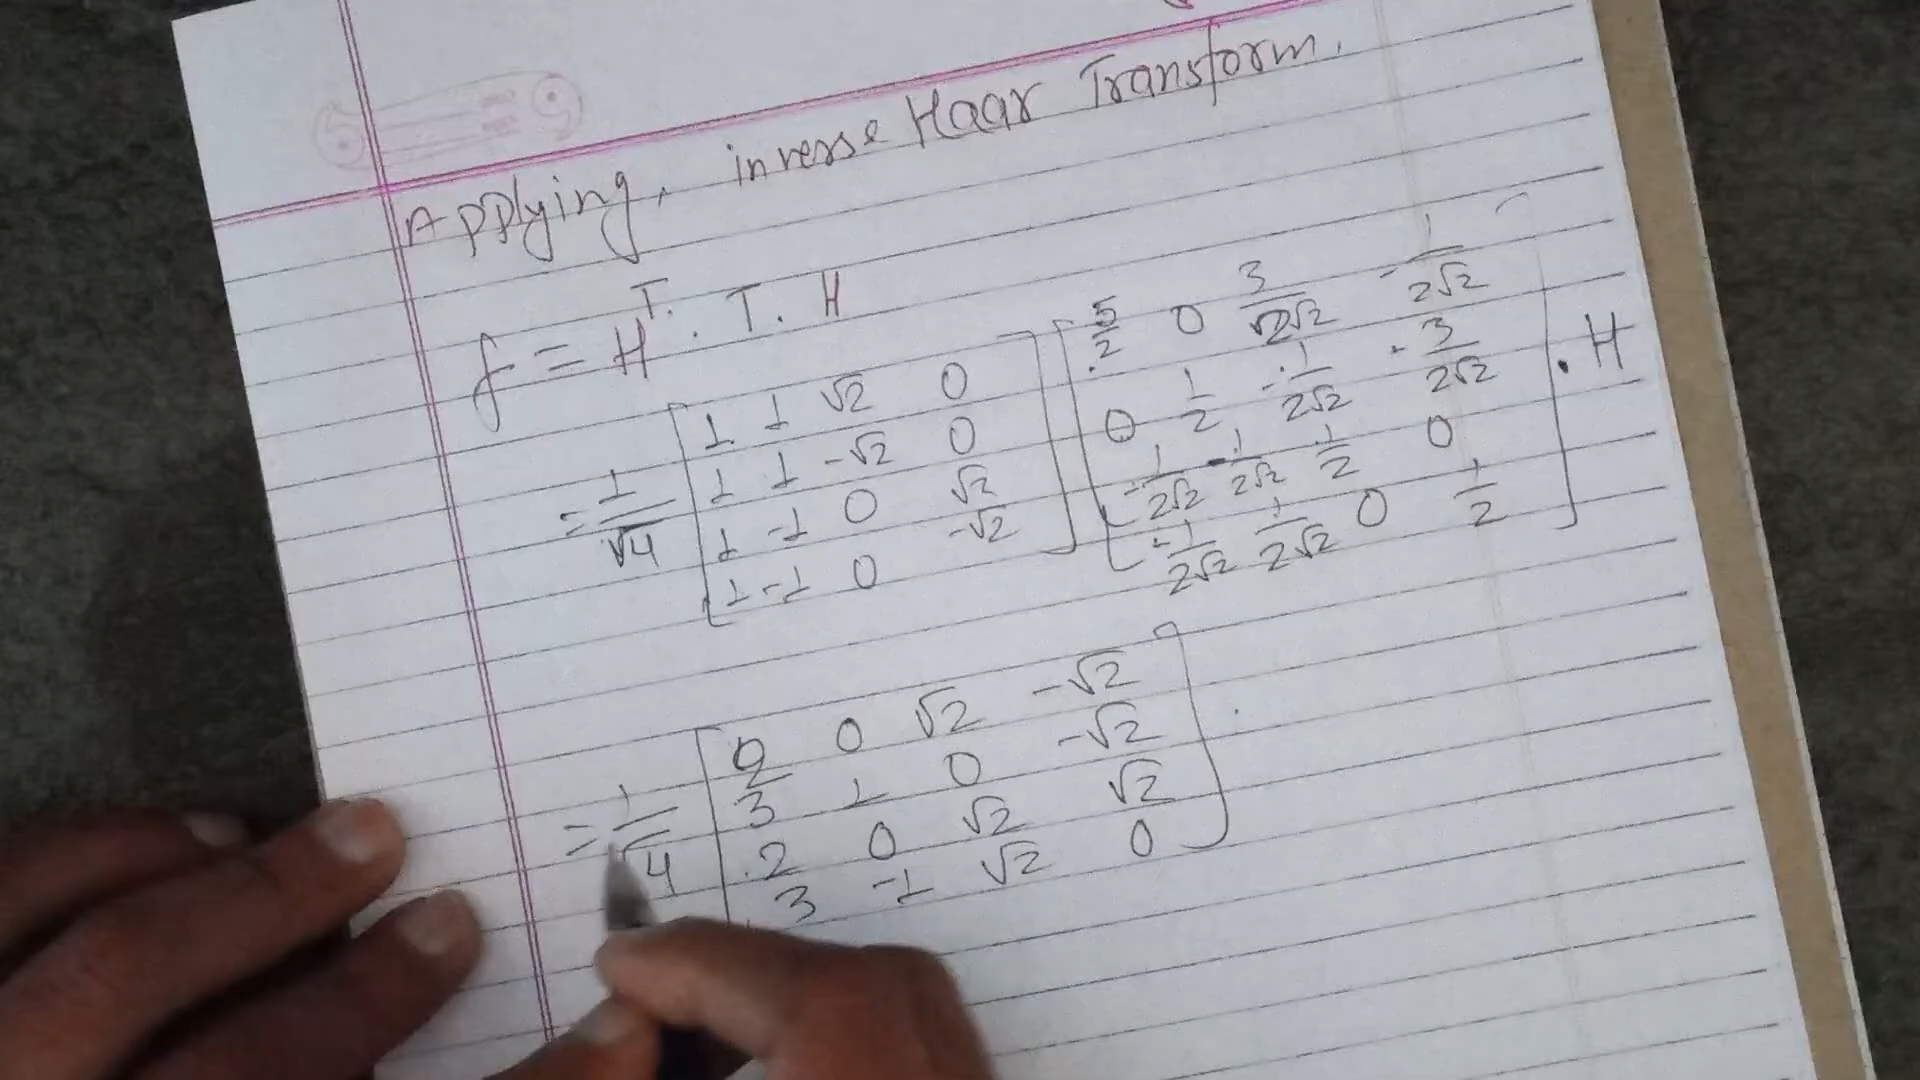 Applying, inverse Haar Transform.
f = Hᵀ. T. H
= 1/√4 [1 1 √2 0 ] [5/2 0 3/2√2 -1/2√2 ] . H
1 1 -√2 0 0 1/2 -1/2√2 -3/2√2
1 -1 0 √2 -1/2√2 -1/2√2 1/2 0
1 -1 0 -√2 -1/2√2 1/2√2 0 1/2
= 1/√4 [2 0 √2 -√2 ] .
3 1 0 -√2
2 0 √2 √2
3 -1 √2 0